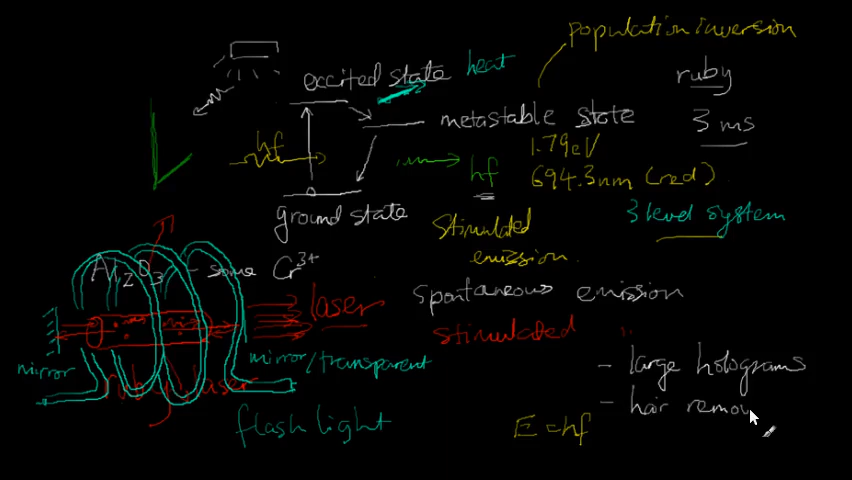 population inversion
excited state
heat
ruby
metastable state
3 ms
hf
1.79eV
hf
694.3nm (red)
ground state
stimulated
emission
3 level system
Al2O3 - some Cr3+
laser
spontaneous emission
stimulated "
mirror
mirror/transparent
- large holograms
ruby laser
- hair remov
flash light
E = hf